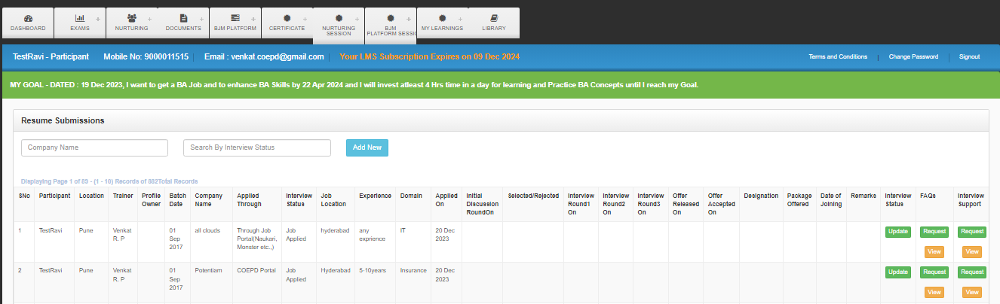 DASHBOARD EXAMS NURTURING DOCUMENTS BJM PLATFORM CERTIFICATE NURTURING SESSION BJM PLATFORM SESSIO MY LEARNINGS LIBRARY
TestRavi - Participant Mobile No: 9000011515 Email : venkat.coepd@gmail.com Your LMS Subscription Expires on 09 Dec 2024 Terms and Conditions Change Password Signout
MY GOAL - DATED : 19 Dec 2023, I want to get a BA Job and to enhance BA Skills by 22 Apr 2024 and I will invest atleast 4 Hrs time in a day for learning and Practice BA Concepts until I reach my Goal.
Resume Submissions
Company Name Search By Interview Status Add New
Displaying Page 1 of 89 - (1 - 10) Records of 882Total Records
SNo Participant Location Trainer Profile Owner Batch Date Company Name Applied Through Interview Status Job Location Experience Domain Applied On Initial Discussion RoundOn Selected/Rejected Interview Round1 On Interview Round2 On Interview Round3 On Offer Released On Offer Accepted On Designation Package Offered Date of Joining Remarks Interview Status FAQs Interview Support
1 TestRavi Pune Venkat R. P 01 Sep 2017 all clouds Through Job Portal(Naukari, Monster etc.,) Job Applied hyderabad any exprience IT 20 Dec 2023 Update Request Request
View View
2 TestRavi Pune Venkat R. P 01 Sep 2017 Potentiam COEPD Portal Job Applied Hyderabad 5-10years Insurance 20 Dec 2023 Update Request Request
View View